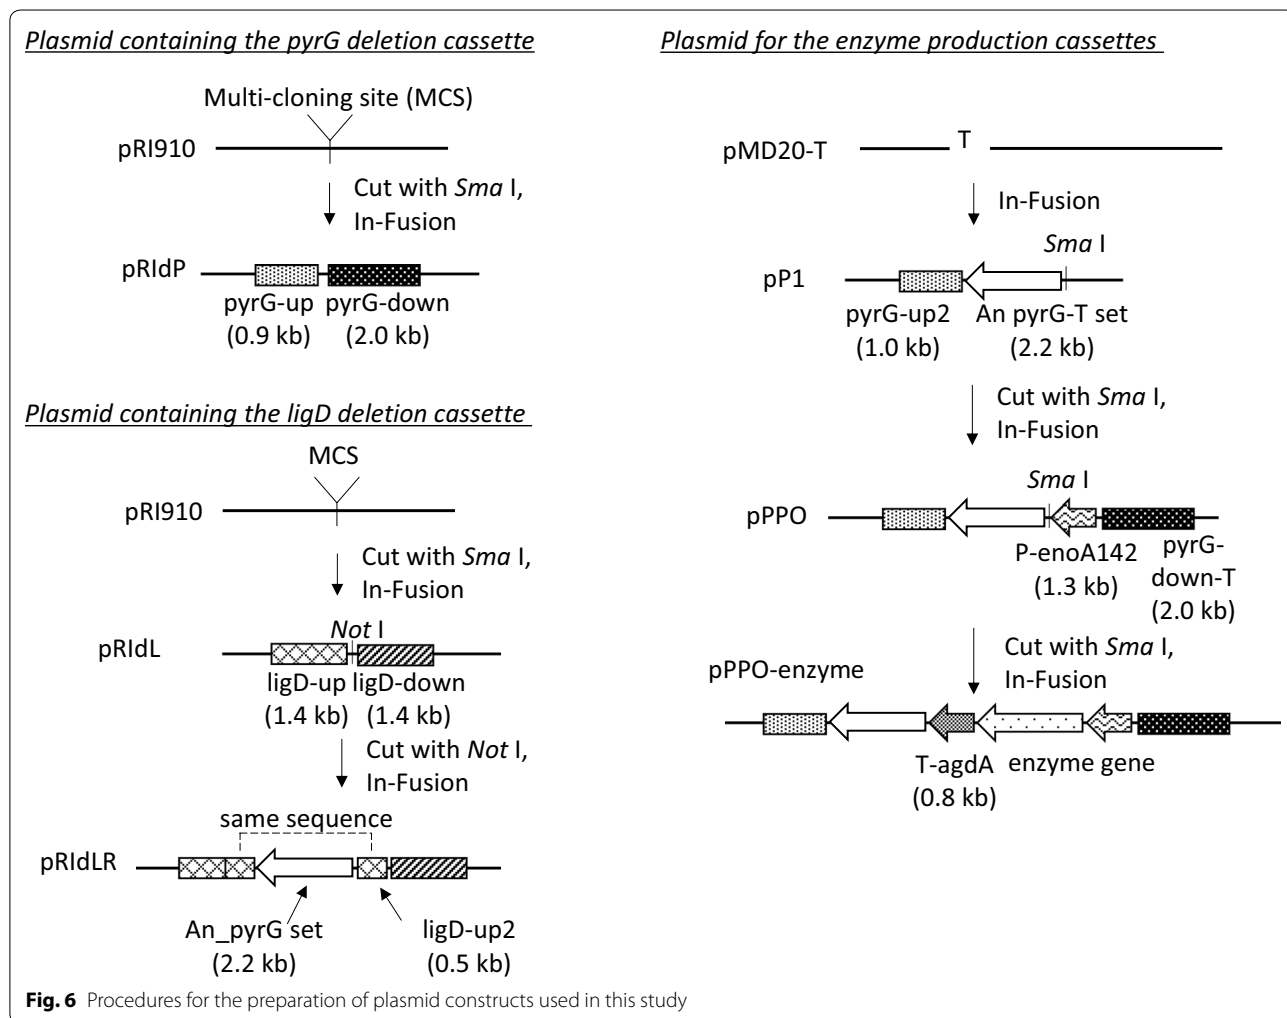 Plasmid containing the pyrG deletion cassette
Multi-cloning site (MCS)
pRI910
Cut with Sma I,
In-Fusion
pRIdP
pyrG-up pyrG-down
(0.9 kb) (2.0 kb)
Plasmid containing the ligD deletion cassette
MCS
pRI910
Cut with Sma I,
In-Fusion
Not I
pRIdL
ligD-up ligD-down
(1.4 kb) (1.4 kb)
Cut with Not I,
In-Fusion
same sequence
pRIdLR
An_pyrG set ligD-up2
(2.2 kb) (0.5 kb)
Plasmid for the enzyme production cassettes
pMD20-T T
In-Fusion
Sma I
pP1
pyrG-up2 An pyrG-T set
(1.0 kb) (2.2 kb)
Cut with Sma I,
In-Fusion
Sma I
pPPO
P-enoA142 pyrG-
(1.3 kb) down-T
(2.0 kb)
Cut with Sma I,
In-Fusion
pPPO-enzyme
T-agdA enzyme gene
(0.8 kb)
Fig. 6 Procedures for the preparation of plasmid constructs used in this study